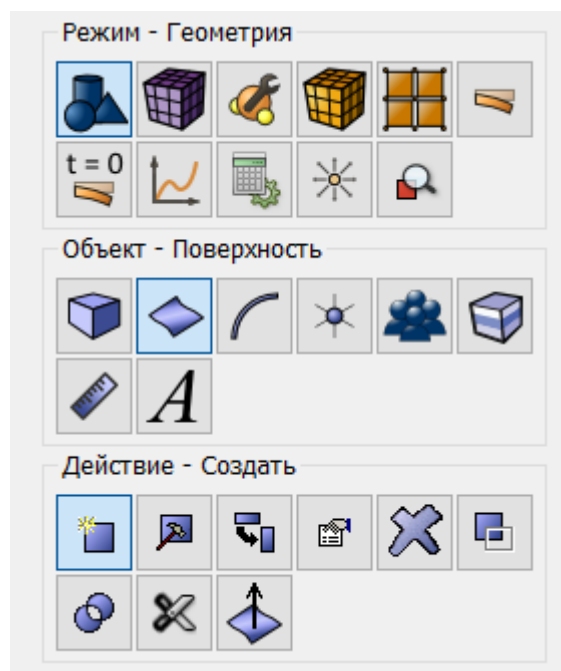 Режим - Геометрия
t = 0
Объект - Поверхность
A
Действие - Создать